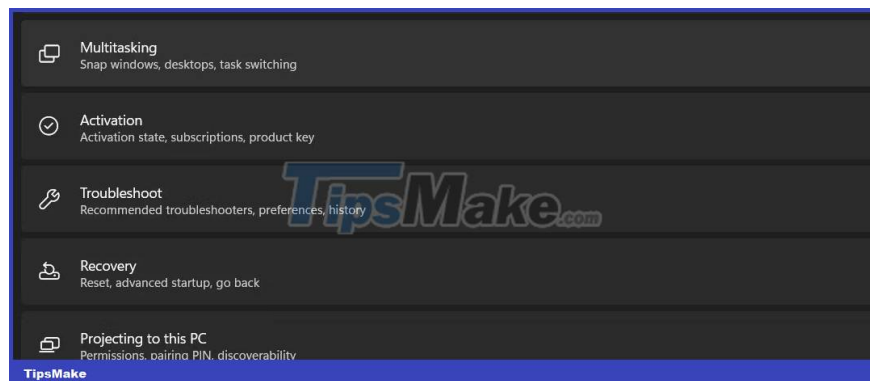 Multitasking
Snap windows, desktops, task switching
Activation
Activation state, subscriptions, product key
Troubleshoot
Recommended troubleshooters, preferences, history
TipsMake.com
Recovery
Reset, advanced startup, go back
Projecting to this PC
Permissions, pairing PIN, discoverability
TipsMake